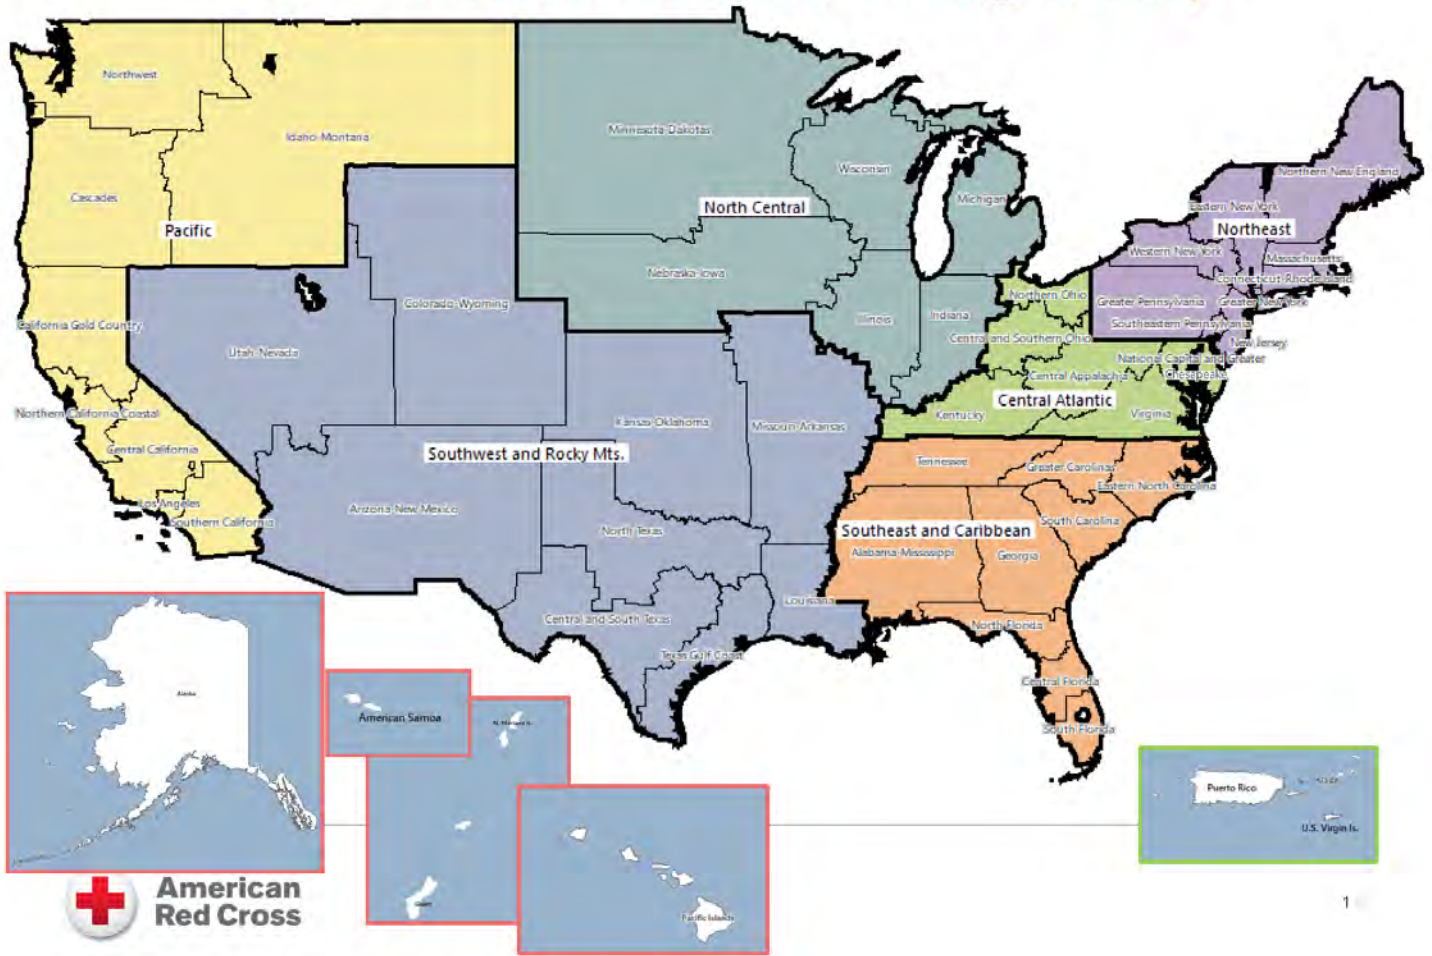 Northwest
Idaho-Montana
Cascades
Pacific
California Gold Country
Northern California Coastal
Central California
Los Angeles
Southern California
Minnesota-Dakotas
Wisconsin
Michigan
North Central
Nebraska-Iowa
Illinois
Indiana
Colorado-Wyoming
Utah-Nevada
Kansas-Oklahoma
Missouri-Arkansas
Southwest and Rocky Mts.
Arizona-New Mexico
North Texas
Central and South Texas
Texas Gulf Coast
Louisiana
Northern New England
Eastern New York
Northeast
Western New York
Massachusetts
Connecticut-Rhode Island
Greater Pennsylvania
Greater New York
Southeastern Pennsylvania
New Jersey
Northern Ohio
Central and Southern Ohio
National Capital and Greater
Chesapeake
Central Appalachia
Central Atlantic
Kentucky
Virginia
Tennessee
Greater Carolinas
Eastern North Carolina
South Carolina
Southeast and Caribbean
Alabama-Mississippi
Georgia
North Florida
Central Florida
South Florida
Alaska
American Samoa
N. Mariana Is.
Guam
Pacific Islands
Puerto Rico
U.S. Virgin Is.
American
Red Cross
1